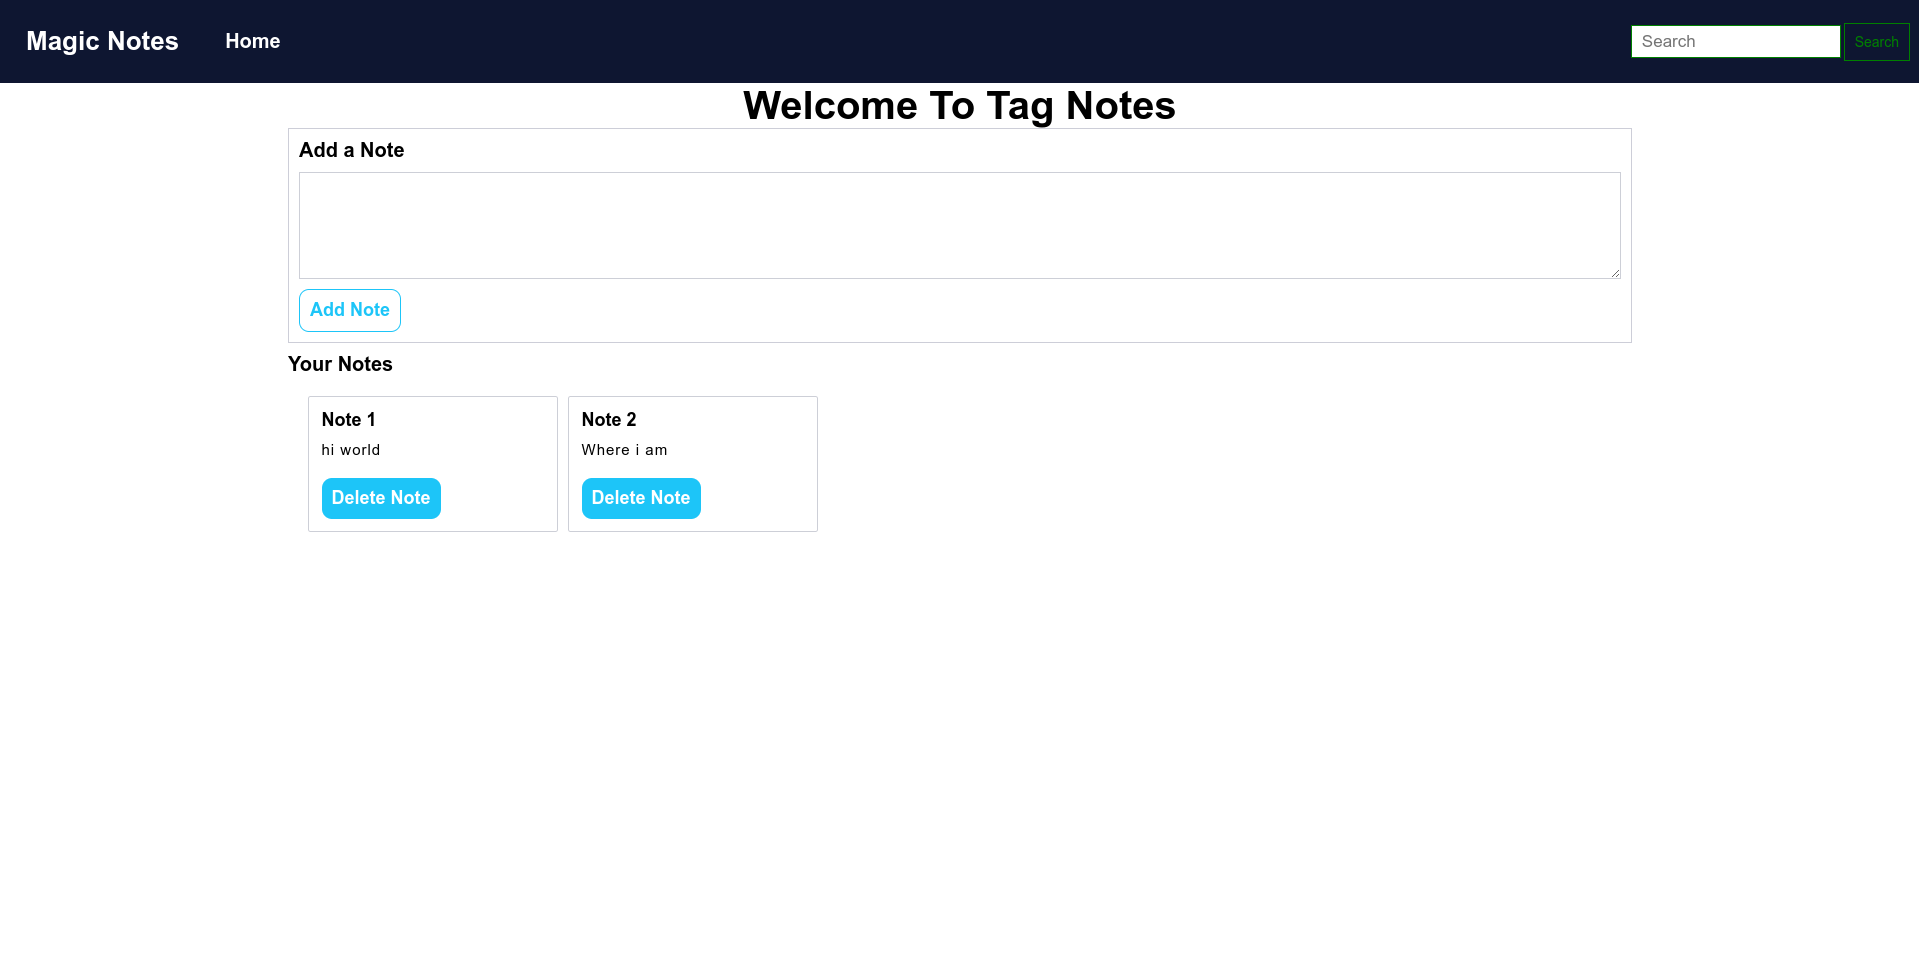 Magic Notes Home Search Search
Welcome To Tag Notes
Add a Note
Add Note
Your Notes
Note 1
hi world
Delete Note
Note 2
Where i am
Delete Note